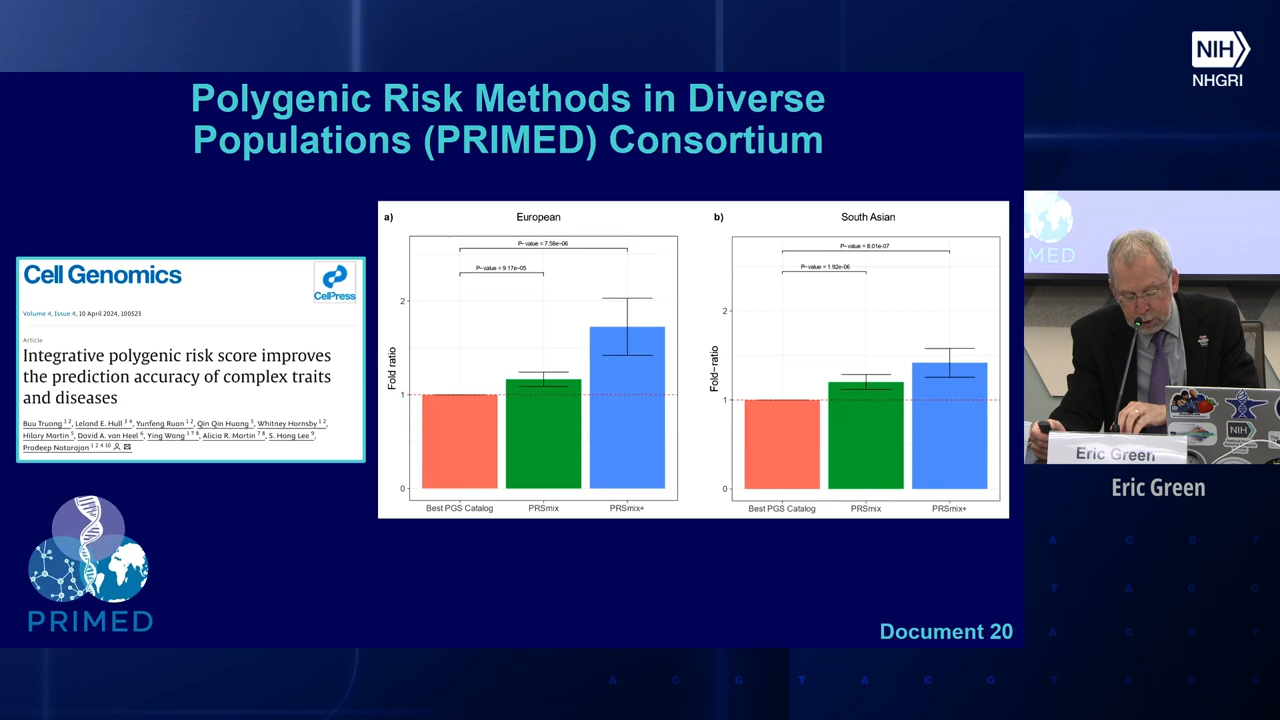 NIH
NHGRI
Polygenic Risk Methods in Diverse
Populations (PRIMED) Consortium
Cell Genomics
CellPress
Volume 4, Issue 4, 10 April 2024, 100523
Article
Integrative polygenic risk score improves
the prediction accuracy of complex traits
and diseases
Buu Truong 1 2, Leland E. Hull 3 4, Yunfeng Ruan 1 2, Qin Qin Huang 5, Whitney Hornsby 1 2,
Hilary Martin 5, David A. van Heel 6, Ying Wang 1 7 8, Alicia R. Martin 7 8, S. Hong Lee 9,
Pradeep Natarajan 1 2 4 10
a)
European
P-value = 7.58e-06
P-value = 9.17e-05
Fold ratio
2
1
0
Best PGS Catalog
PRSmix
PRSmix+
b)
South Asian
P-value = 8.01e-07
P-value = 1.92e-06
Fold-ratio
2
1
0
Best PGS Catalog
PRSmix
PRSmix+
PRIMED
Document 20
MED
NIH
Eric Green
Eric Green
A C G T
T A C G
A C G T
A C G T A C G T A C G